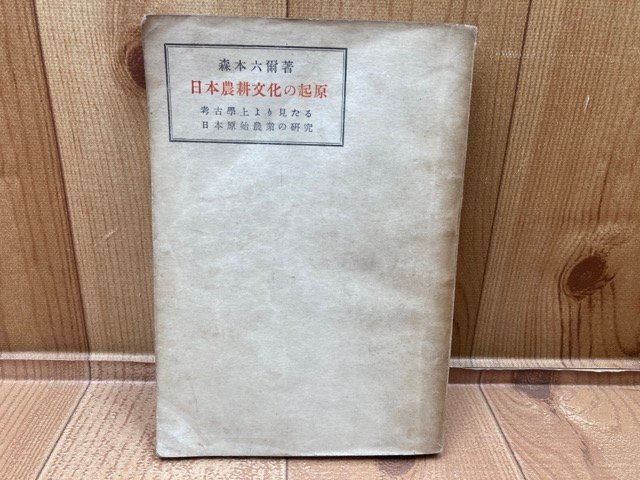 森本六爾著
日本農耕文化の起原
考古學上より見たる
日本原始農業の硏究